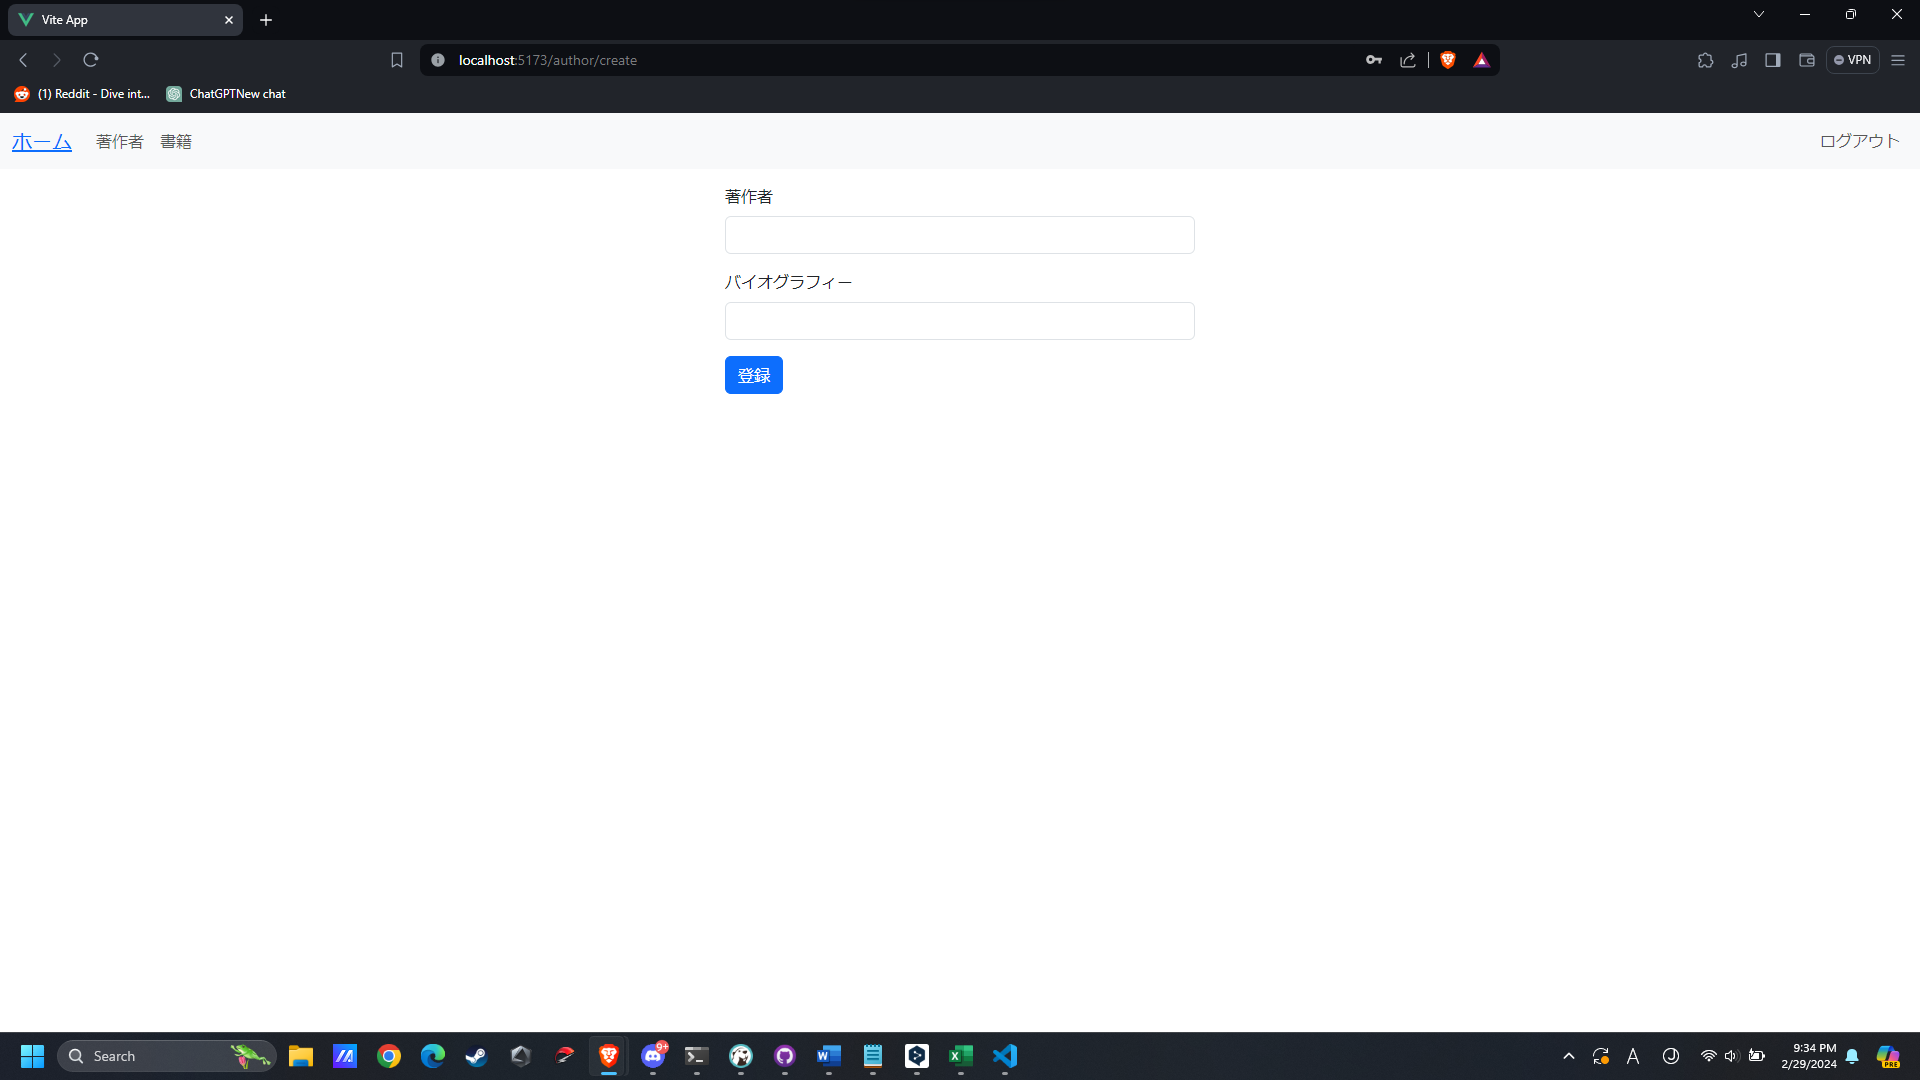 Vite App
localhost:5173/author/create
VPN
(1) Reddit - Dive int...
ChatGPTNew chat
ホーム 著作者 書籍
ログアウト
著作者
バイオグラフィー
登録
Search
9+
9:34 PM
2/29/2024
PRE